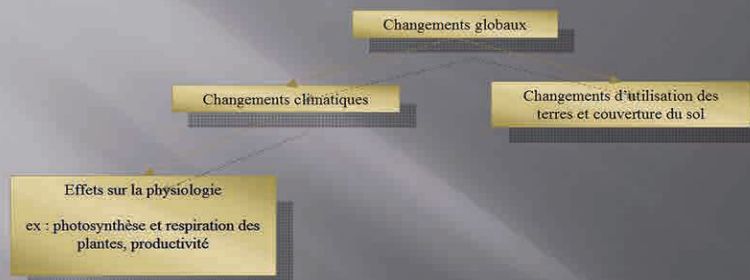 Changements globaux
Changements climatiques
Changements d'utilisation des
terres et couverture du sol
Effets sur la physiologie
ex : photosynthèse et respiration des
plantes, productivité